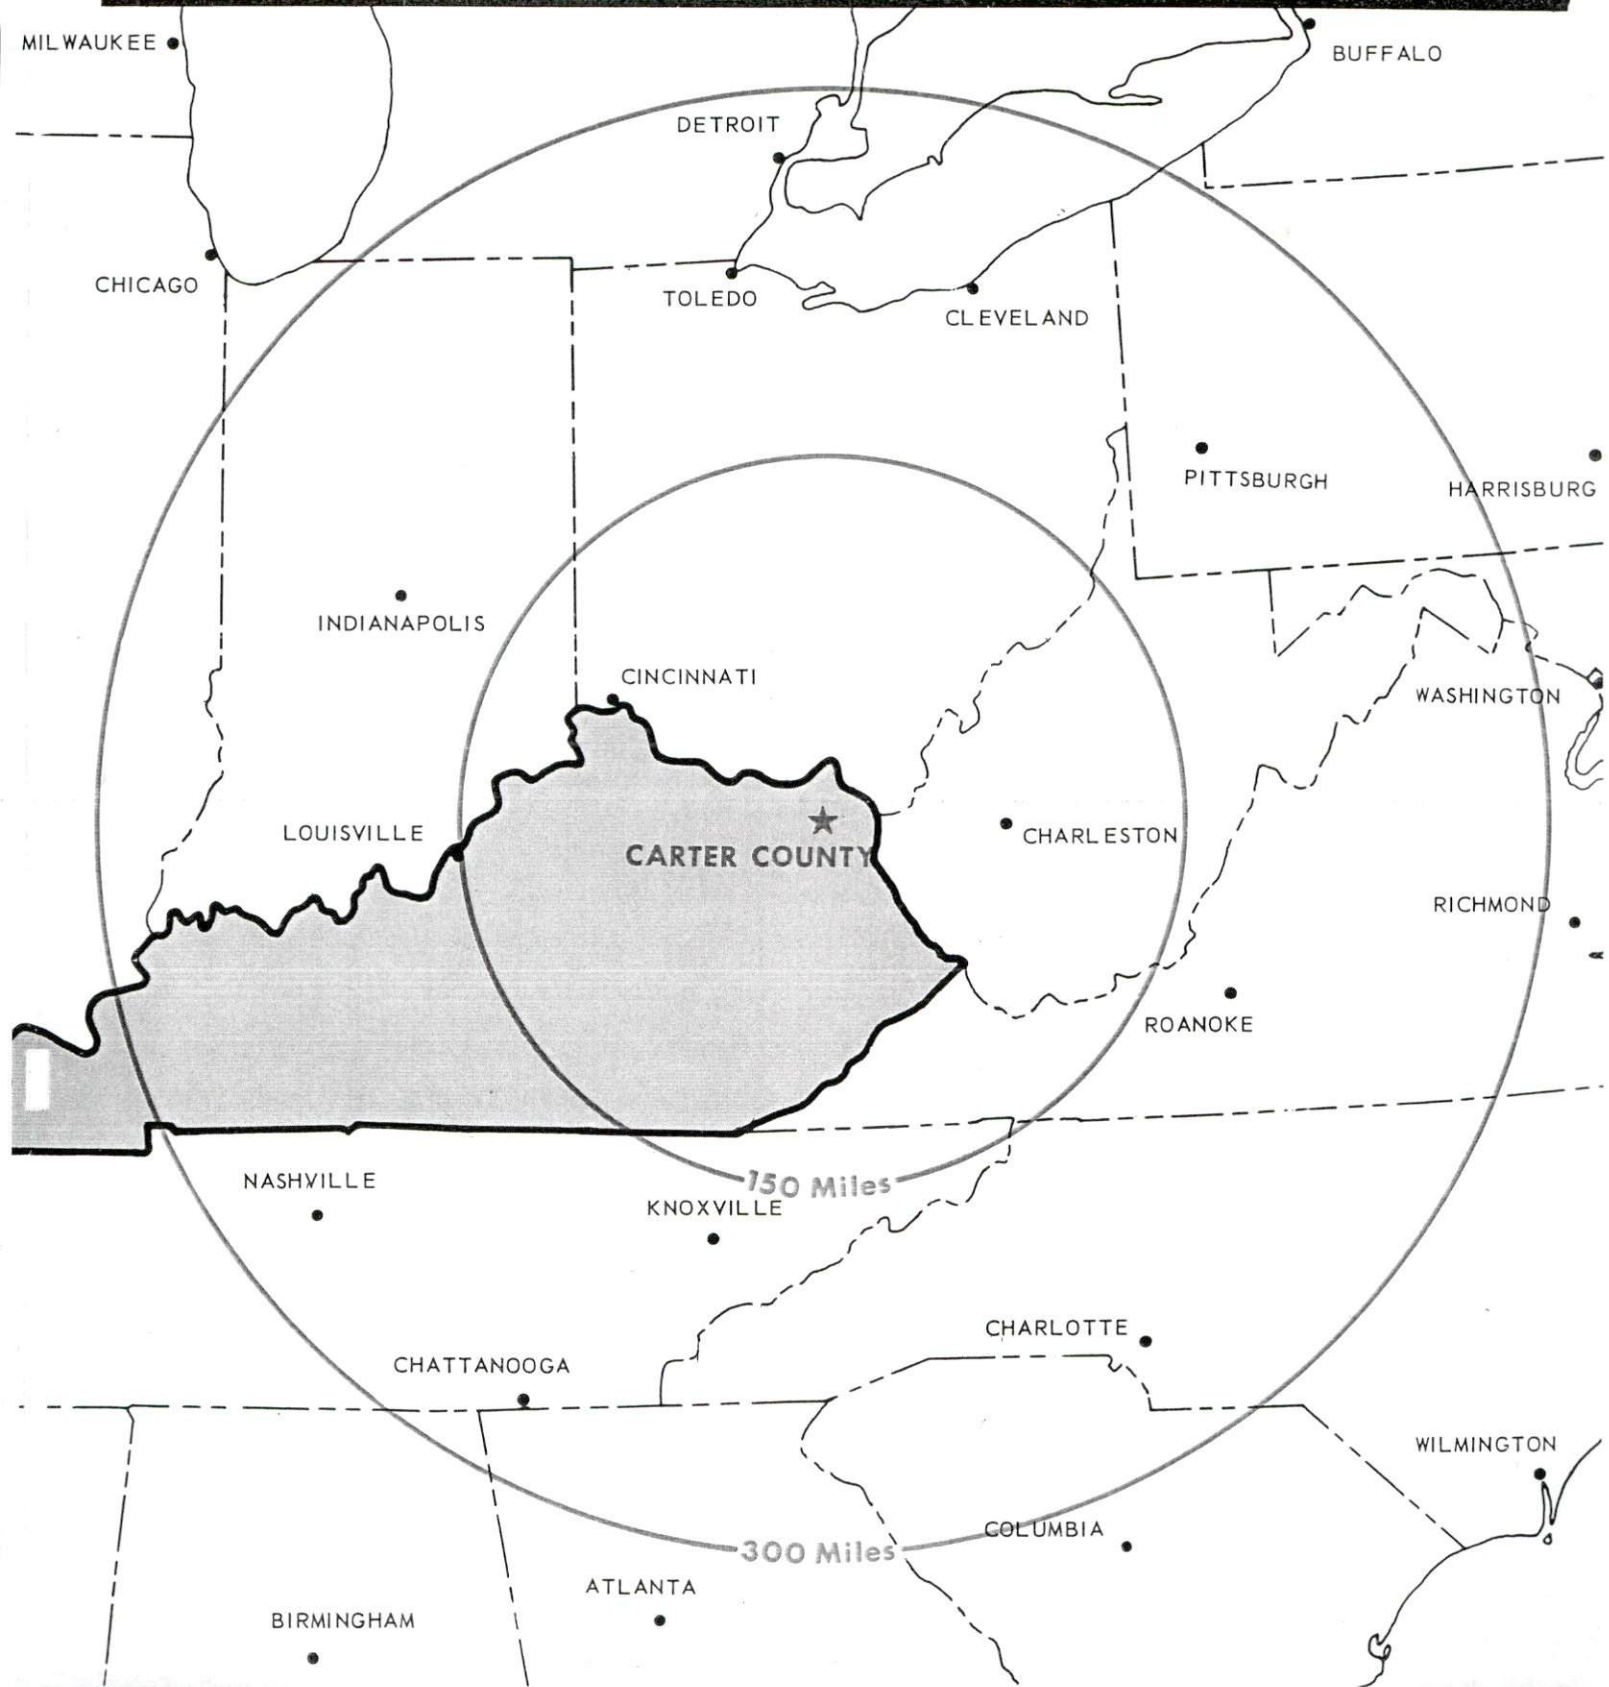 MILWAUKEE
BUFFALO
DETROIT
CHICAGO
TOLEDO
CLEVELAND
PITTSBURGH
HARRISBURG
INDIANAPOLIS
CINCINNATI
WASHINGTON
LOUISVILLE
CHARLESTON
CARTER COUNTY
RICHMOND
ROANOKE
NASHVILLE
150 Miles
KNOXVILLE
CHARLOTTE
CHATTANOOGA
WILMINGTON
COLUMBIA
300 Miles
ATLANTA
BIRMINGHAM